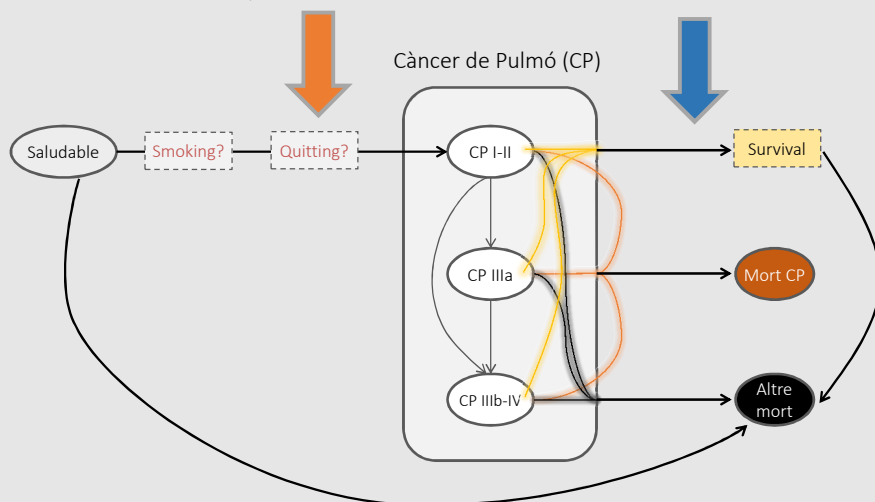 Càncer de Pulmó (CP)
Saludable
Smoking?
Quitting?
CP I-II
Survival
CP IIIa
Mort CP
CP IIIb-IV
Altre
mort